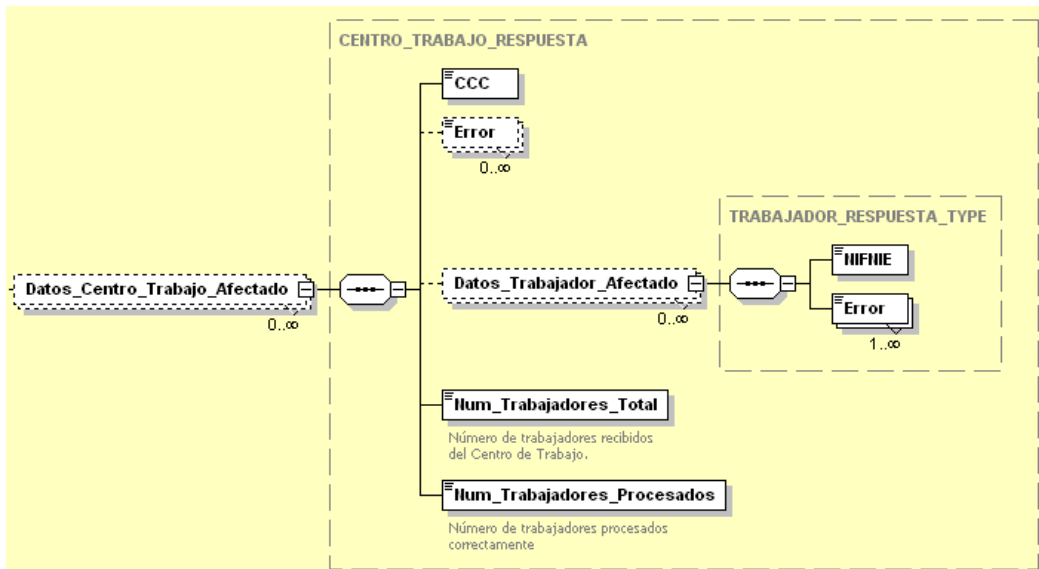 CENTRO_TRABAJO_RESPUESTA
CCC
Error
0..∞
TRABAJADOR_RESPUESTA_TYPE
NIFNIE
Datos_Centro_Trabajo_Afectado
0..∞
Datos_Trabajador_Afectado
0..∞
Error
1..∞
Num_Trabajadores_Total
Número de trabajadores recibidos
del Centro de Trabajo.
Num_Trabajadores_Procesados
Número de trabajadores procesados
correctamente